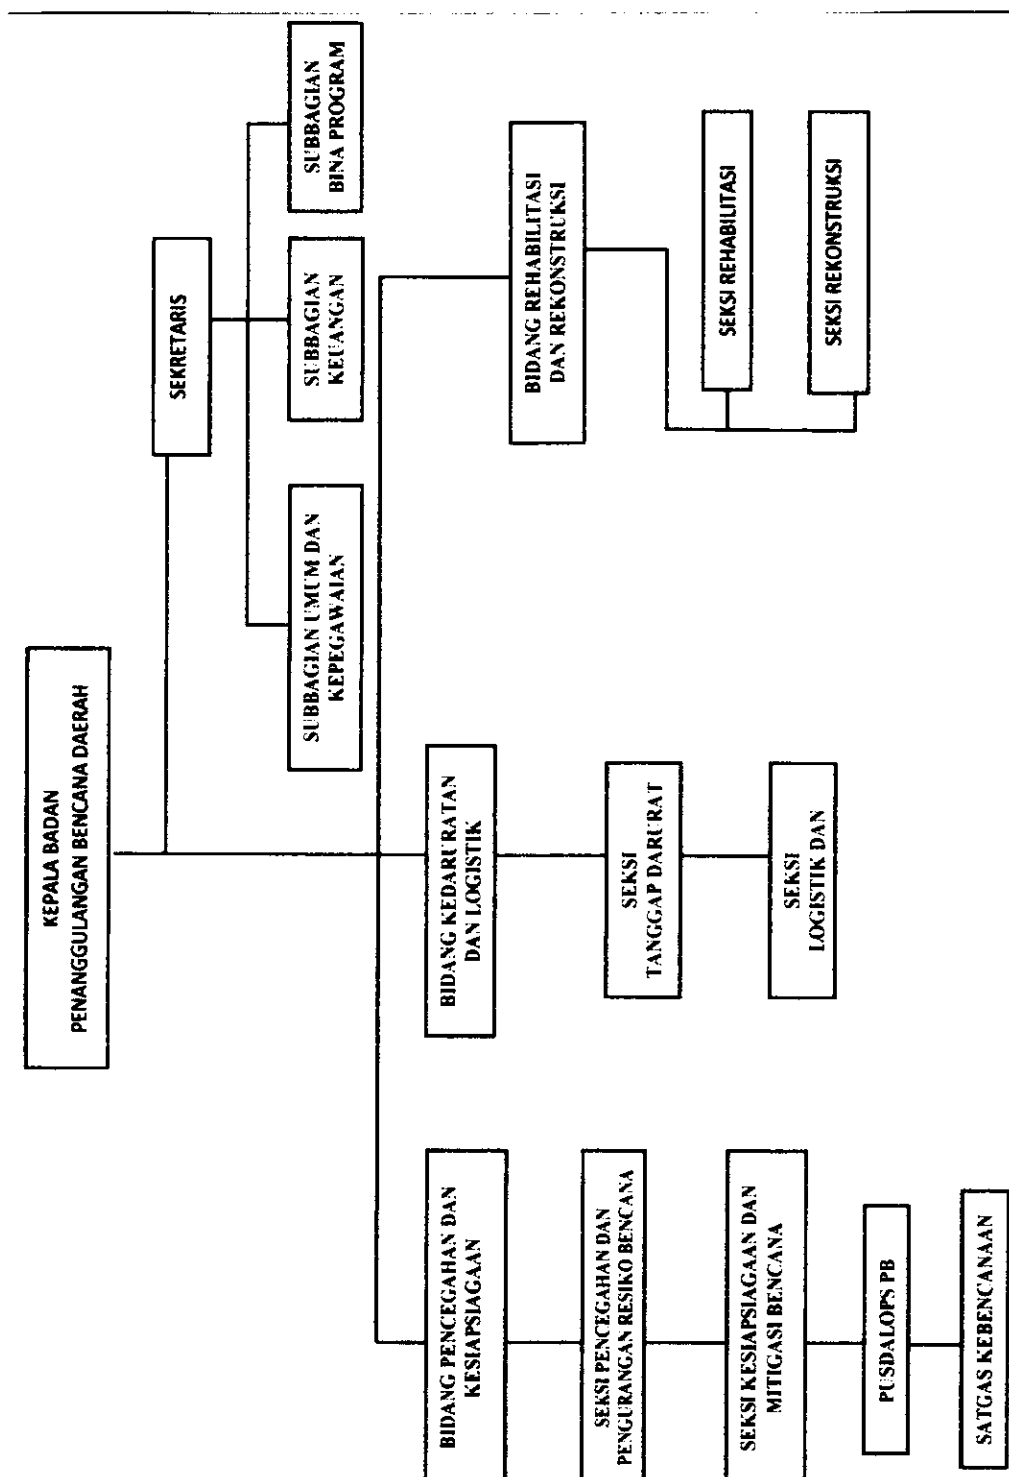 KEPALA BADAN
PENANGGULANGAN BENCANA DAERAH
SEKRETARIS
SUBBAGIAN UMUM DAN
KEPEGAWAIAN
SUBBAGIAN
KEUANGAN
SUBBAGIAN
BINA PROGRAM
BIDANG PENCEGAHAN DAN
KESIAPSIAGAAN
BIDANG KEDARURATAN
DAN LOGISTIK
BIDANG REHABILITASI
DAN REKONSTRUKSI
SEKSI PENCEGAHAN DAN
PENGURANGAN RESIKO BENCANA
SEKSI
TANGGAP DARURAT
SEKSI REHABILITASI
SEKSI KESIAPSIAGAAN DAN
MITIGASI BENCANA
SEKSI
LOGISTIK DAN
SEKSI REKONSTRUKSI
PUSDALOPS PB
SATGAS KEBENCANAAN